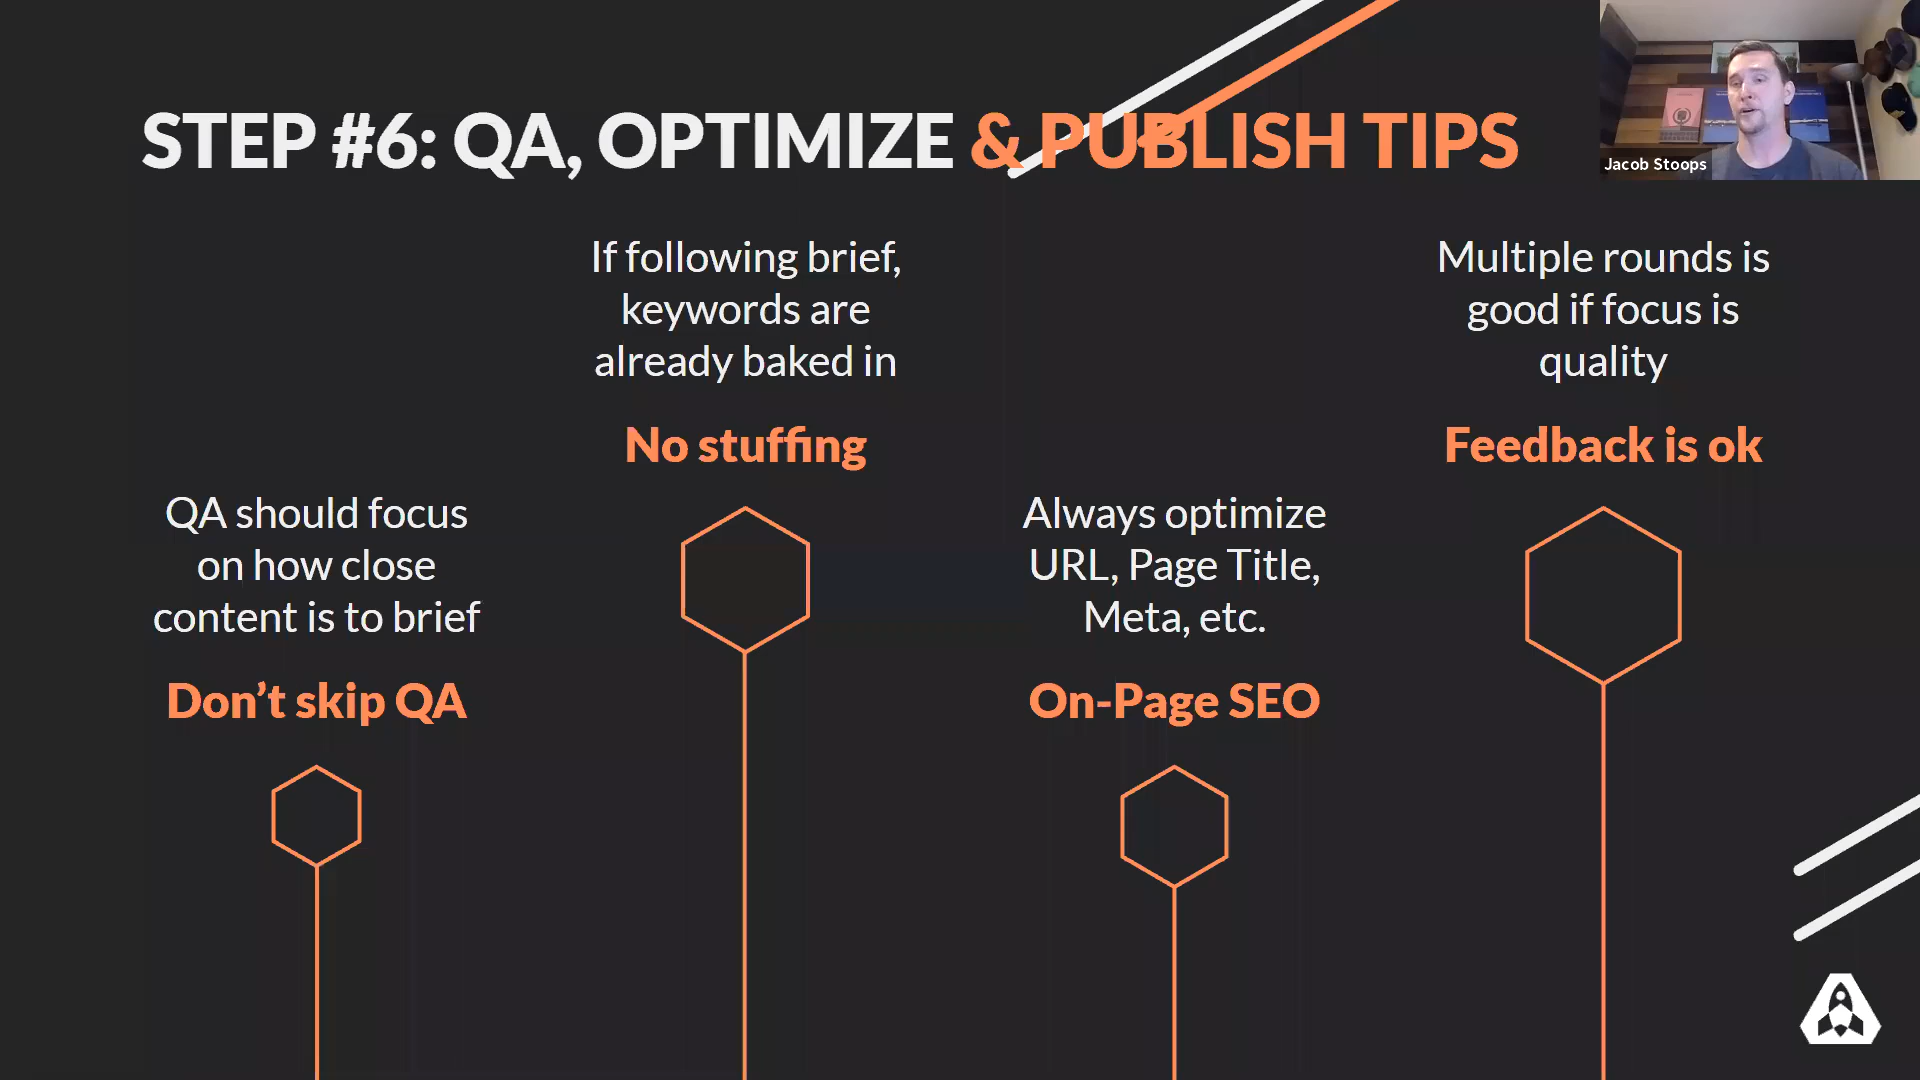 STEP #6: QA, OPTIMIZE & PUBLISH TIPS
Jacob Stoops
QA should focus
on how close
content is to brief
Don’t skip QA
If following brief,
keywords are
already baked in
No stuffing
Always optimize
URL, Page Title,
Meta, etc.
On-Page SEO
Multiple rounds is
good if focus is
quality
Feedback is ok